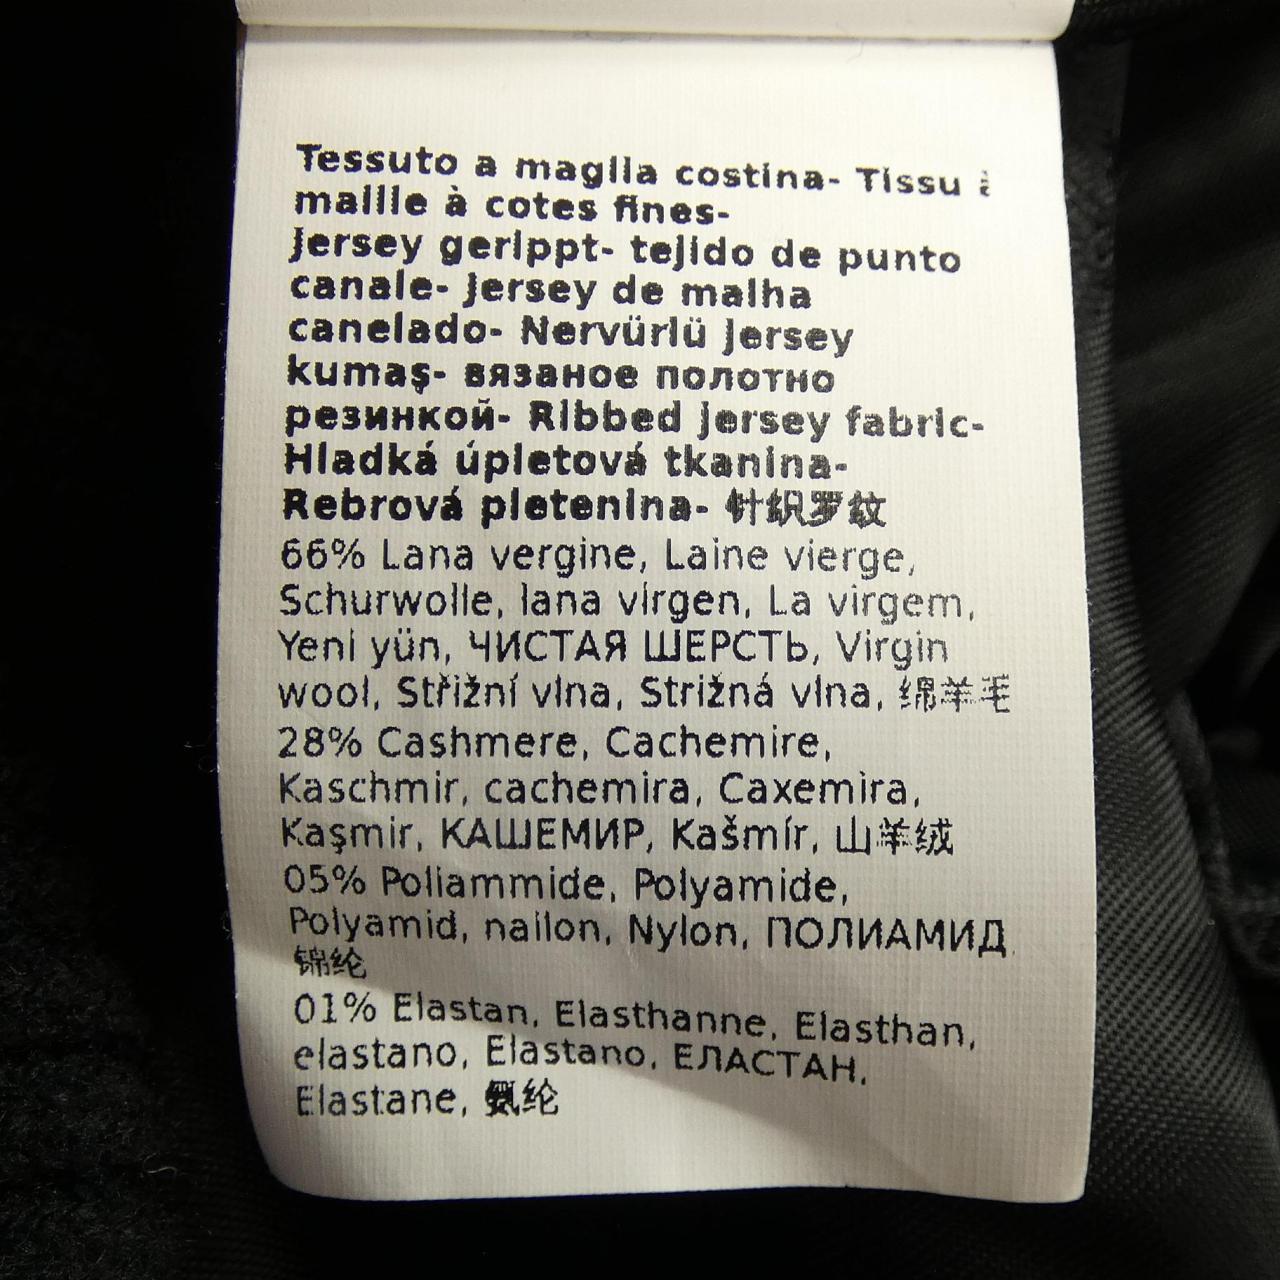 Tessuto a maglia costina- Tissu à
maille à cotes fines-
Jersey gerippt- tejido de punto
canale- Jersey de malha
canelado- Nervürlü Jersey
kumaş- вязаное полотно
резинкой- Ribbed jersey fabric-
Hladká úpletová tkanina-
Rebrová pletenina- 针织罗纹
66% Lana vergine, Laine vierge,
Schurwolle, lana virgen, La virgem,
Yeni yün, ЧИСТАЯ ШЕРСТЬ, Virgin
wool, Střižní vlna, Strižná vlna, 绵羊毛
28% Cashmere, Cachemire,
Kaschmir, cachemira, Caxemira,
Kaşmir, КАШЕМИР, Kašmír, 山羊绒
05% Poliammide, Polyamide,
Polyamid, nailon, Nylon, ПОЛИАМИД
锦纶
01% Elastan, Elasthanne, Elasthan,
elastano, Elastano, ЕЛАСТАН,
Elastane, 氨纶